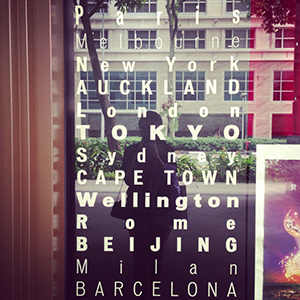 Paris
Melbourne
New York
AUCKLAND
London
TOKYO
Sydney
CAPE TOWN
Wellington
Rome
BEIJING
Milan
BARCELONA